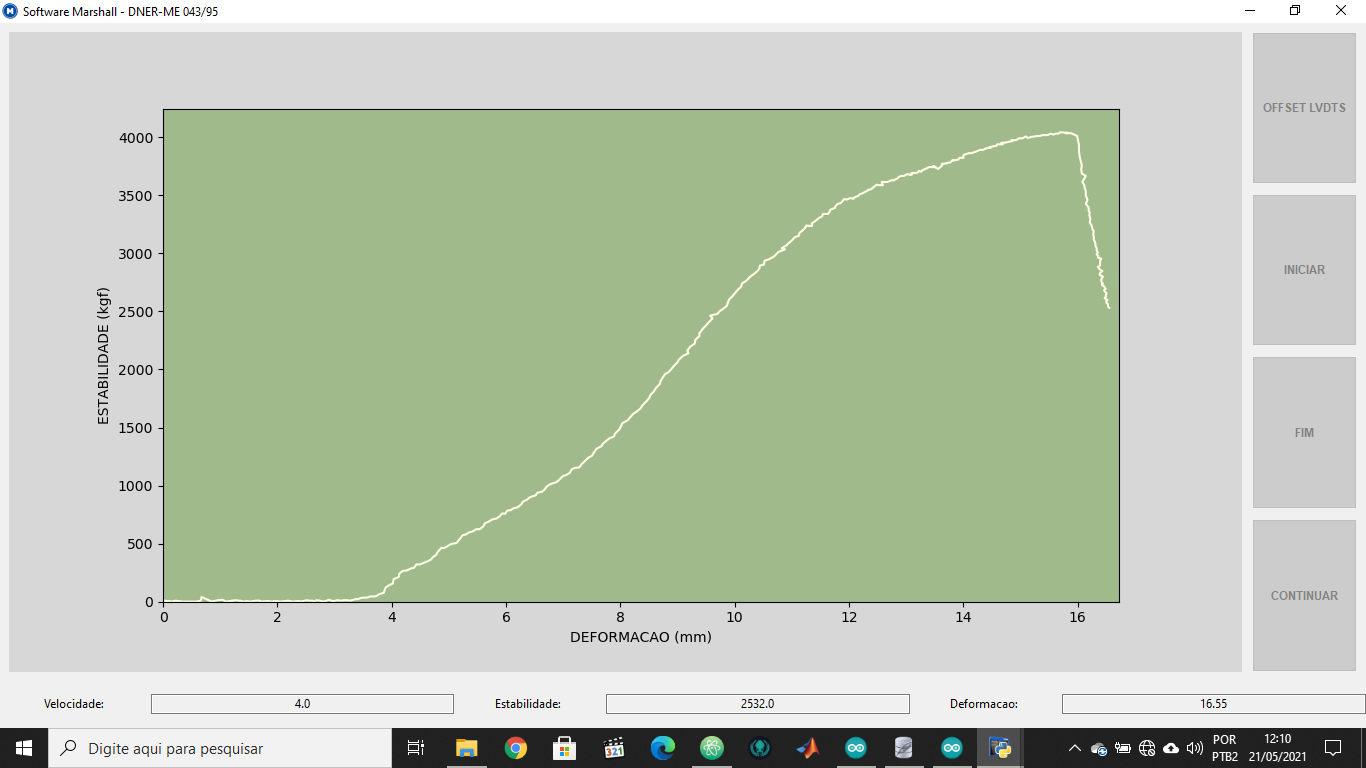 Software Marshall - DNER-ME 043/95
OFFSET LVDTS
INICIAR
FIM
CONTINUAR
ESTABILIDADE (kgf)
4000
3500
3000
2500
2000
1500
1000
500
0
0 2 4 6 8 10 12 14 16
DEFORMACAO (mm)
Velocidade: 4.0 Estabilidade: 2532.0 Deformacao: 16.55
Digite aqui para pesquisar
321
POR
PTB2
12:10
21/05/2021